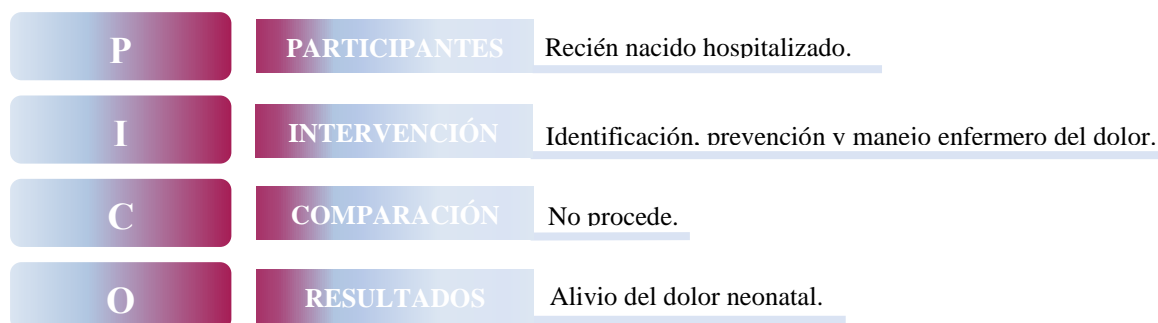 P PARTICIPANTES Recién nacido hospitalizado.
I INTERVENCIÓN Identificación, prevención y manejo enfermero del dolor.
C COMPARACIÓN No procede.
O RESULTADOS Alivio del dolor neonatal.